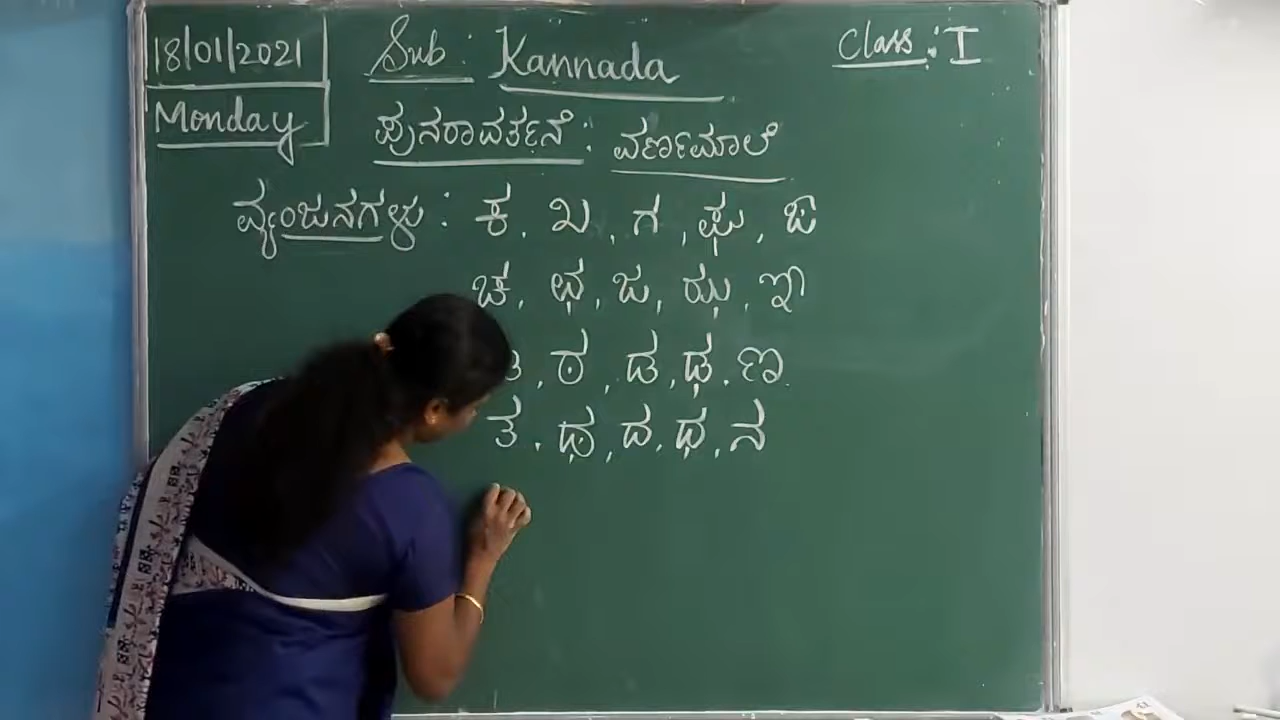 18/01/2021 Sub: Kannada Class: I
Monday
ಪುನರಾವರ್ತನೆ: ವರ್ಣಮಾಲೆ
ವ್ಯಂಜನಗಳು: ಕ, ಖ, ಗ, ಘ, ಙ
ಚ, ಛ, ಜ, ಝ, ಞ
ಠ, ಡ, ಢ, ಣ
ತ, ಥ, ದ, ಧ, ನ